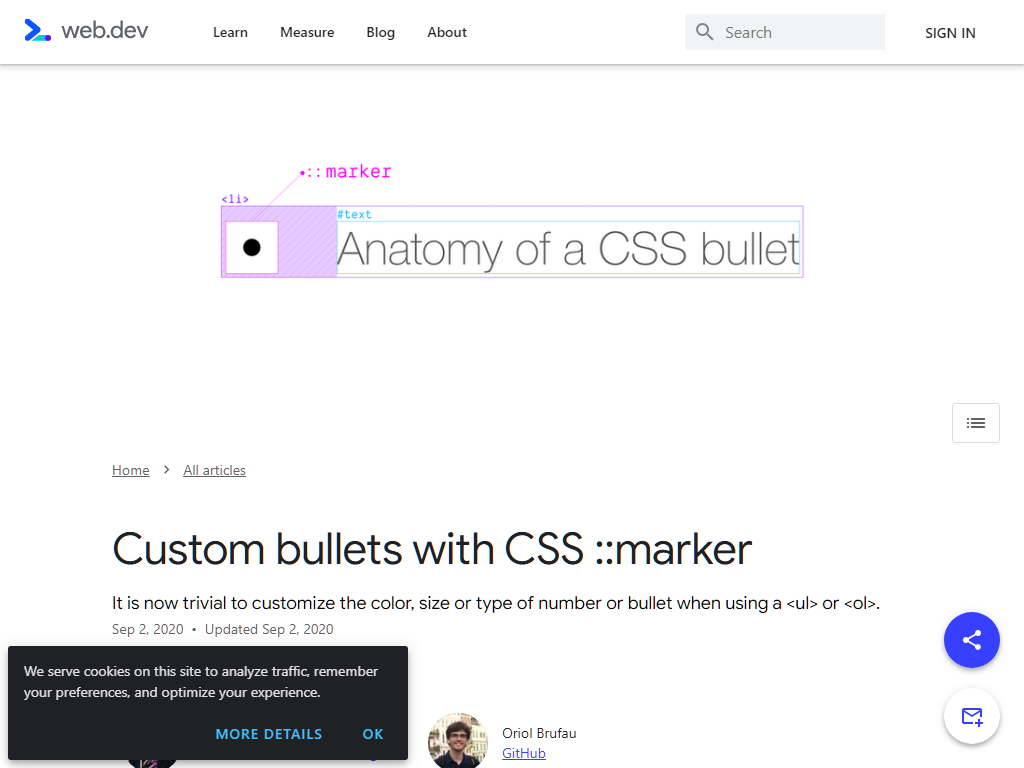 web.dev
Learn
Measure
Blog
About
Search
SIGN IN
::marker
<li>
#text
Anatomy of a CSS bullet
Home
All articles
Custom bullets with CSS ::marker
It is now trivial to customize the color, size or type of number or bullet when using a <ul> or <ol>.
Sep 2, 2020 • Updated Sep 2, 2020
We serve cookies on this site to analyze traffic, remember
your preferences, and optimize your experience.
MORE DETAILS
OK
Oriol Brufau
GitHub